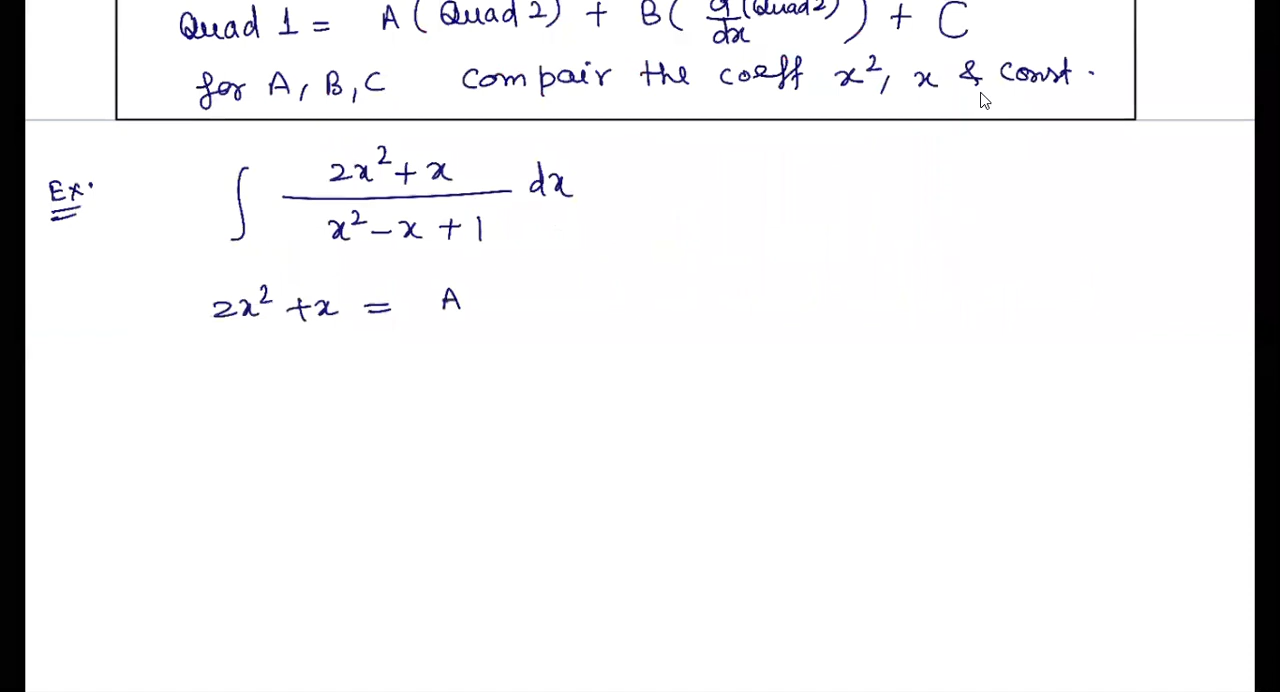 Quad 1 = A ( Quad 2 ) + B ( d/dx (Quad 2) ) + C
for A, B, C compair the coeff x², x & const.
Ex. ∫ (2x² + x)/(x² - x + 1) dx
2x² + x = A